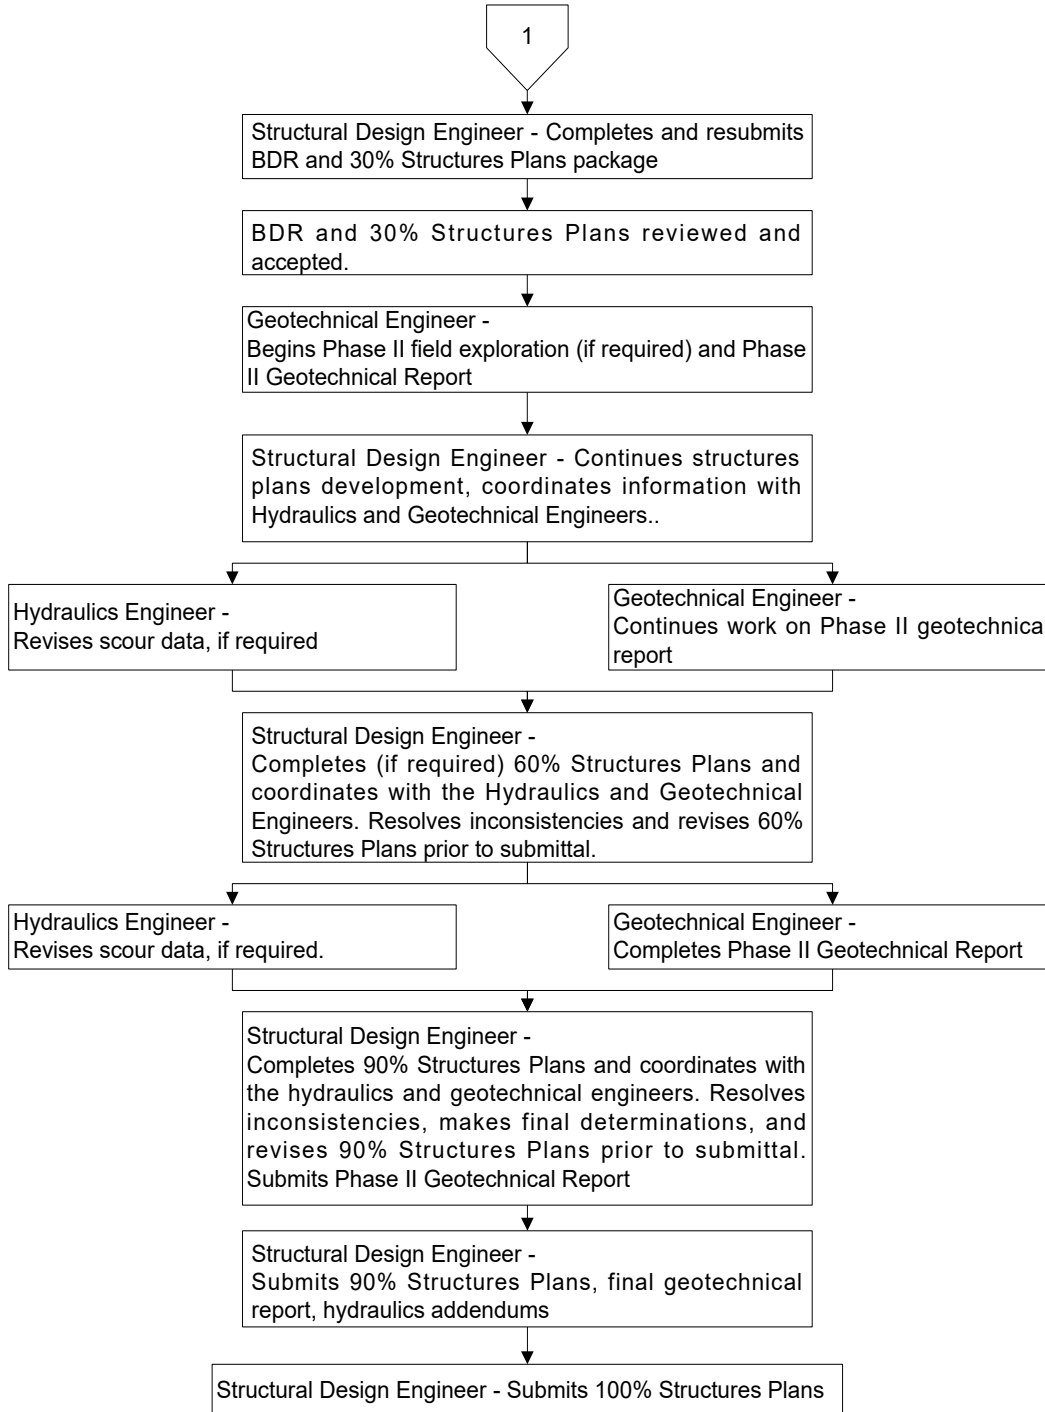 1
Structural Design Engineer - Completes and resubmits
BDR and 30% Structures Plans package
BDR and 30% Structures Plans reviewed and
accepted.
Geotechnical Engineer -
Begins Phase II field exploration (if required) and Phase
II Geotechnical Report
Structural Design Engineer - Continues structures
plans development, coordinates information with
Hydraulics and Geotechnical Engineers..
Hydraulics Engineer -
Revises scour data, if required
Geotechnical Engineer -
Continues work on Phase II geotechnica
report
Structural Design Engineer -
Completes (if required) 60% Structures Plans and
coordinates with the Hydraulics and Geotechnical
Engineers. Resolves inconsistencies and revises 60%
Structures Plans prior to submittal.
Hydraulics Engineer -
Revises scour data, if required.
Geotechnical Engineer -
Completes Phase II Geotechnical Report
Structural Design Engineer -
Completes 90% Structures Plans and coordinates with
the hydraulics and geotechnical engineers. Resolves
inconsistencies, makes final determinations, and
revises 90% Structures Plans prior to submittal.
Submits Phase II Geotechnical Report
Structural Design Engineer -
Submits 90% Structures Plans, final geotechnical
report, hydraulics addendums
Structural Design Engineer - Submits 100% Structures Plans